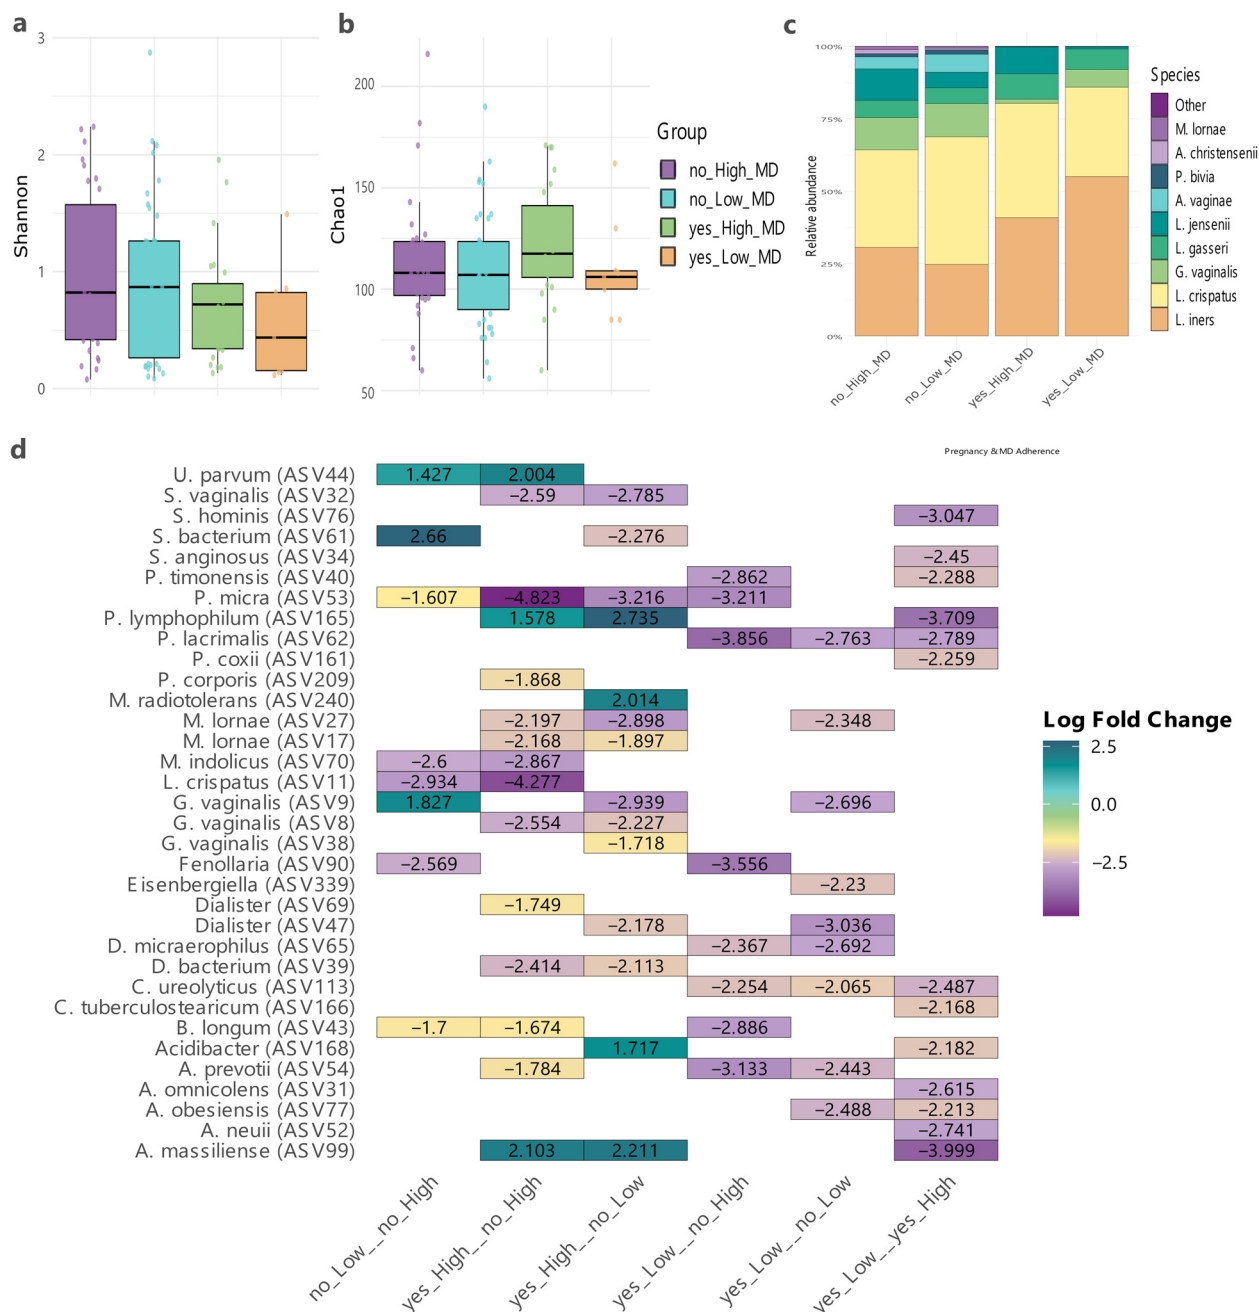 a
3
2
1
0
Shannon
b
200
150
100
50
Chao1
Group
no_High_MD
no_Low_MD
yes_High_MD
yes_Low_MD
c
100%
75%
50%
25%
0%
Relative abundance
no_High_MD
no_Low_MD
yes_High_MD
yes_Low_MD
Pregnancy & MD Adherence
Species
Other
M. lornae
A. christensenii
P. bivia
A. vaginae
L. jensenii
L. gasseri
G. vaginalis
L. crispatus
L. iners
d
U. parvum (ASV44) 1.427 2.004
S. vaginalis (ASV32) −2.59 −2.785
S. hominis (ASV76) −3.047
S. bacterium (ASV61) 2.66 −2.276
S. anginosus (ASV34) −2.45
P. timonensis (ASV40) −2.862 −2.288
P. micra (ASV53) −1.607 −4.823 −3.216 −3.211
P. lymphophilum (ASV165) 1.578 2.735 −3.709
P. lacrimalis (ASV62) −3.856 −2.763 −2.789
P. coxii (ASV161) −2.259
P. corporis (ASV209) −1.868
M. radiotolerans (ASV240) 2.014
M. lornae (ASV27) −2.197 −2.898 −2.348
M. lornae (ASV17) −2.168 −1.897
M. indolicus (ASV70) −2.6 −2.867
L. crispatus (ASV11) −2.934 −4.277
G. vaginalis (ASV9) 1.827 −2.939 −2.696
G. vaginalis (ASV8) −2.554 −2.227
G. vaginalis (ASV38) −1.718
Fenollaria (ASV90) −2.569 −3.556
Eisenbergiella (ASV339) −2.23
Dialister (ASV69) −1.749
Dialister (ASV47) −2.178 −3.036
D. micraerophilus (ASV65) −2.367 −2.692
D. bacterium (ASV39) −2.414 −2.113
C. ureolyticus (ASV113) −2.254 −2.065 −2.487
C. tuberculostearicum (ASV166) −2.168
B. longum (ASV43) −1.7 −1.674 −2.886
Acidibacter (ASV168) 1.717 −2.182
A. prevotii (ASV54) −1.784 −3.133 −2.443
A. omnicolens (ASV31) −2.615
A. obesiensis (ASV77) −2.488 −2.213
A. neuii (ASV52) −2.741
A. massiliense (ASV99) 2.103 2.211 −3.999
no_Low__no_High
yes_High__no_High
yes_High__no_Low
yes_Low__no_High
yes_Low__no_Low
yes_Low__yes_High
Log Fold Change
2.5
0.0
−2.5